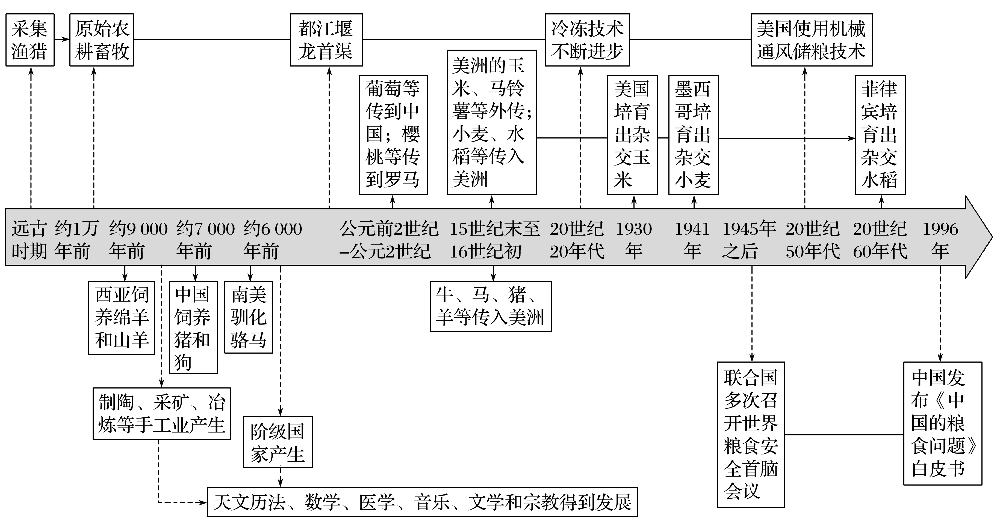 采集
渔猎
原始农
耕畜牧
都江堰
龙首渠
冷冻技术
不断进步
美国使用机械
通风储粮技术
葡萄等
传到中
国；樱
桃等传
到罗马
美洲的玉
米、马铃
薯等外传；
小麦、水
稻等传入
美洲
美国
培育
出杂
交玉
米
墨西
哥培
育出
杂交
小麦
菲律
宾培
育出
杂交
水稻
远古
时期
约1万
年前
约9 000
年前
约7 000
年前
约6 000
年前
公元前2世纪
-公元2世纪
15世纪末至
16世纪初
20世纪
20年代
1930
年
1941
年
1945年
之后
20世纪
50年代
20世纪
60年代
1996
年
西亚饲
养绵羊
和山羊
中国
饲养
猪和
狗
南美
驯化
骆马
牛、马、猪、
羊等传入美洲
制陶、采矿、冶
炼等手工业产生
阶级国
家产生
天文历法、数学、医学、音乐、文学和宗教得到发展
联合国
多次召
开世界
粮食安
全首脑
会议
中国发
布《中
国的粮
食问题》
白皮书